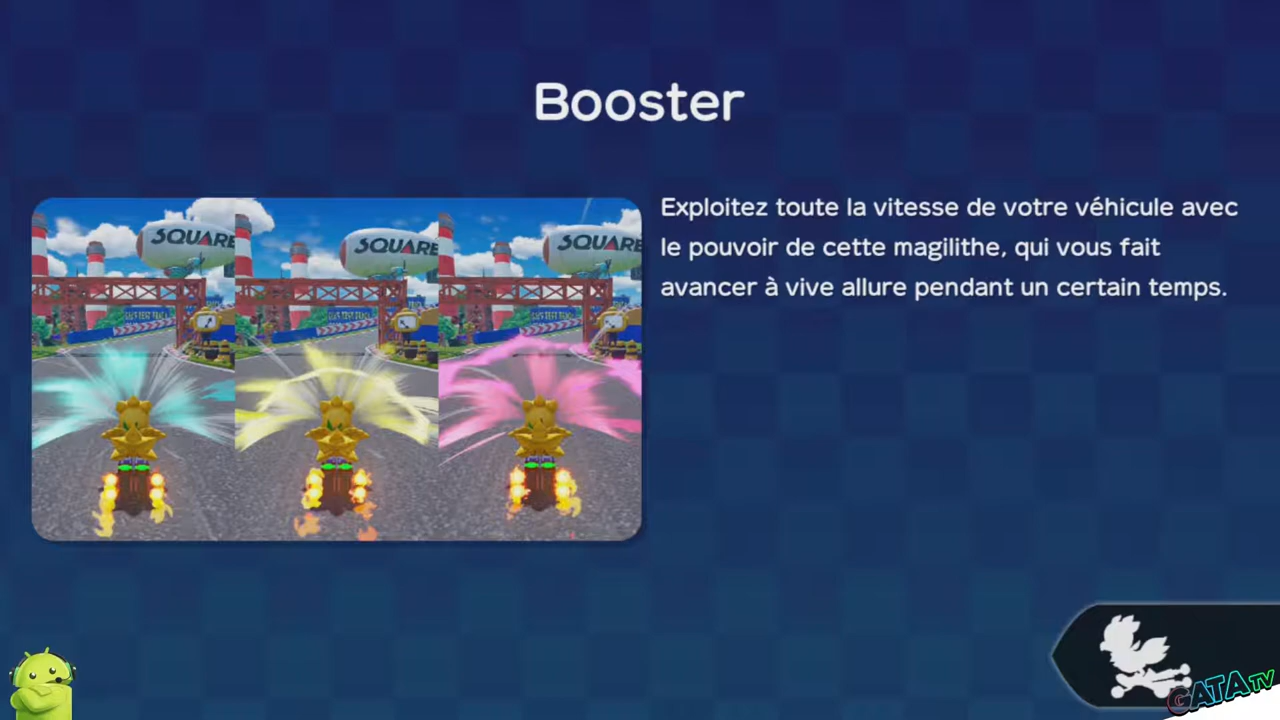 Booster
Exploitez toute la vitesse de votre véhicule avec
le pouvoir de cette magilithe, qui vous fait
avancer à vive allure pendant un certain temps.
SQUARE
SQUARE
SQUARE
GATA TV